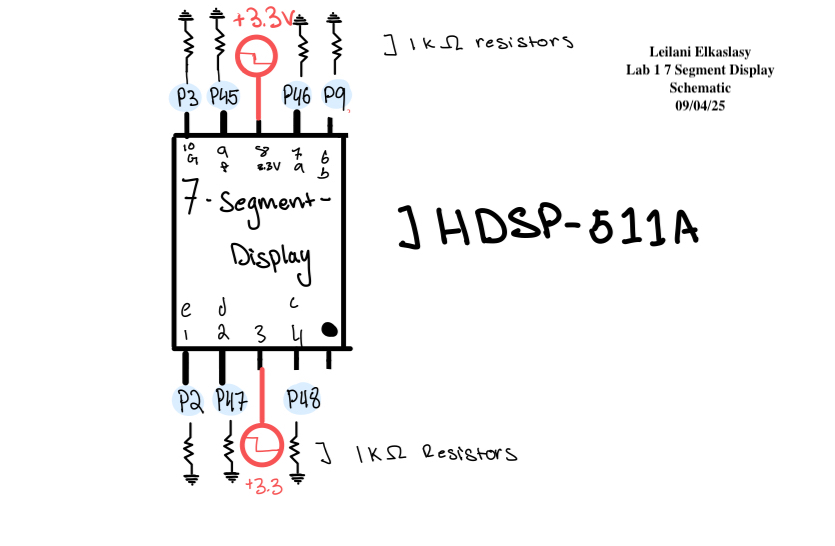 +3.3V
] 1kΩ resistors
Leilani Elkaslasy
Lab 1 7 Segment Display
Schematic
09/04/25
P3 P45 P46 P9
10 9 8 7 6
G f 3.3V a b
7-Segment-
Display
] HDSP-511A
e d c
1 2 3 4
P2 P47 P48
] 1KΩ Resistors
+3.3